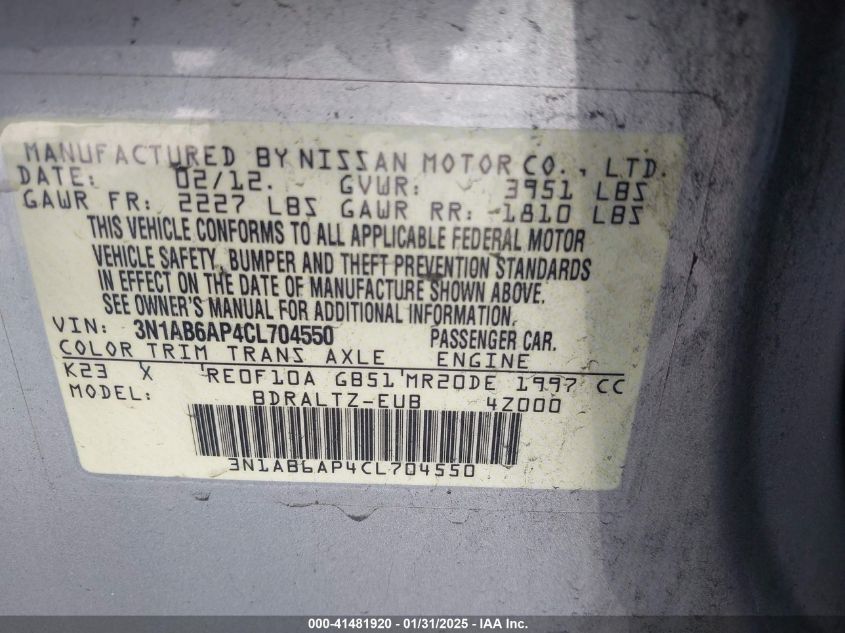 MANUFACTURED BY NISSAN MOTOR CO., LTD.
DATE: 02/12. GVWR: 3951 LBS
GAWR FR: 2227 LBS GAWR RR: 1810 LBS
THIS VEHICLE CONFORMS TO ALL APPLICABLE FEDERAL MOTOR
VEHICLE SAFETY, BUMPER AND THEFT PREVENTION STANDARDS
IN EFFECT ON THE DATE OF MANUFACTURE SHOWN ABOVE.
SEE OWNER'S MANUAL FOR ADDITIONAL INFORMATION.
VIN: 3N1AB6AP4CL704550 PASSENGER CAR.
COLOR TRIM TRANS AXLE ENGINE
K23 X RE0F10A GB51 MR20DE 1997 CC
MODEL: BDRALTZ-EUB 4Z000
3N1AB6AP4CL704550
000-41481920 - 01/31/2025 - IAA Inc.